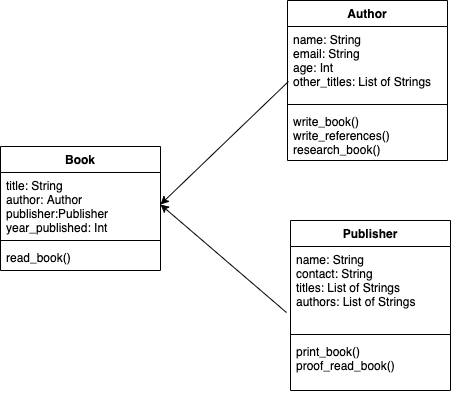 Author
name: String
email: String
age: Int
other_titles: List of Strings
write_book()
write_references()
research_book()
Book
title: String
author: Author
publisher:Publisher
year_published: Int
read_book()
Publisher
name: String
contact: String
titles: List of Strings
authors: List of Strings
print_book()
proof_read_book()